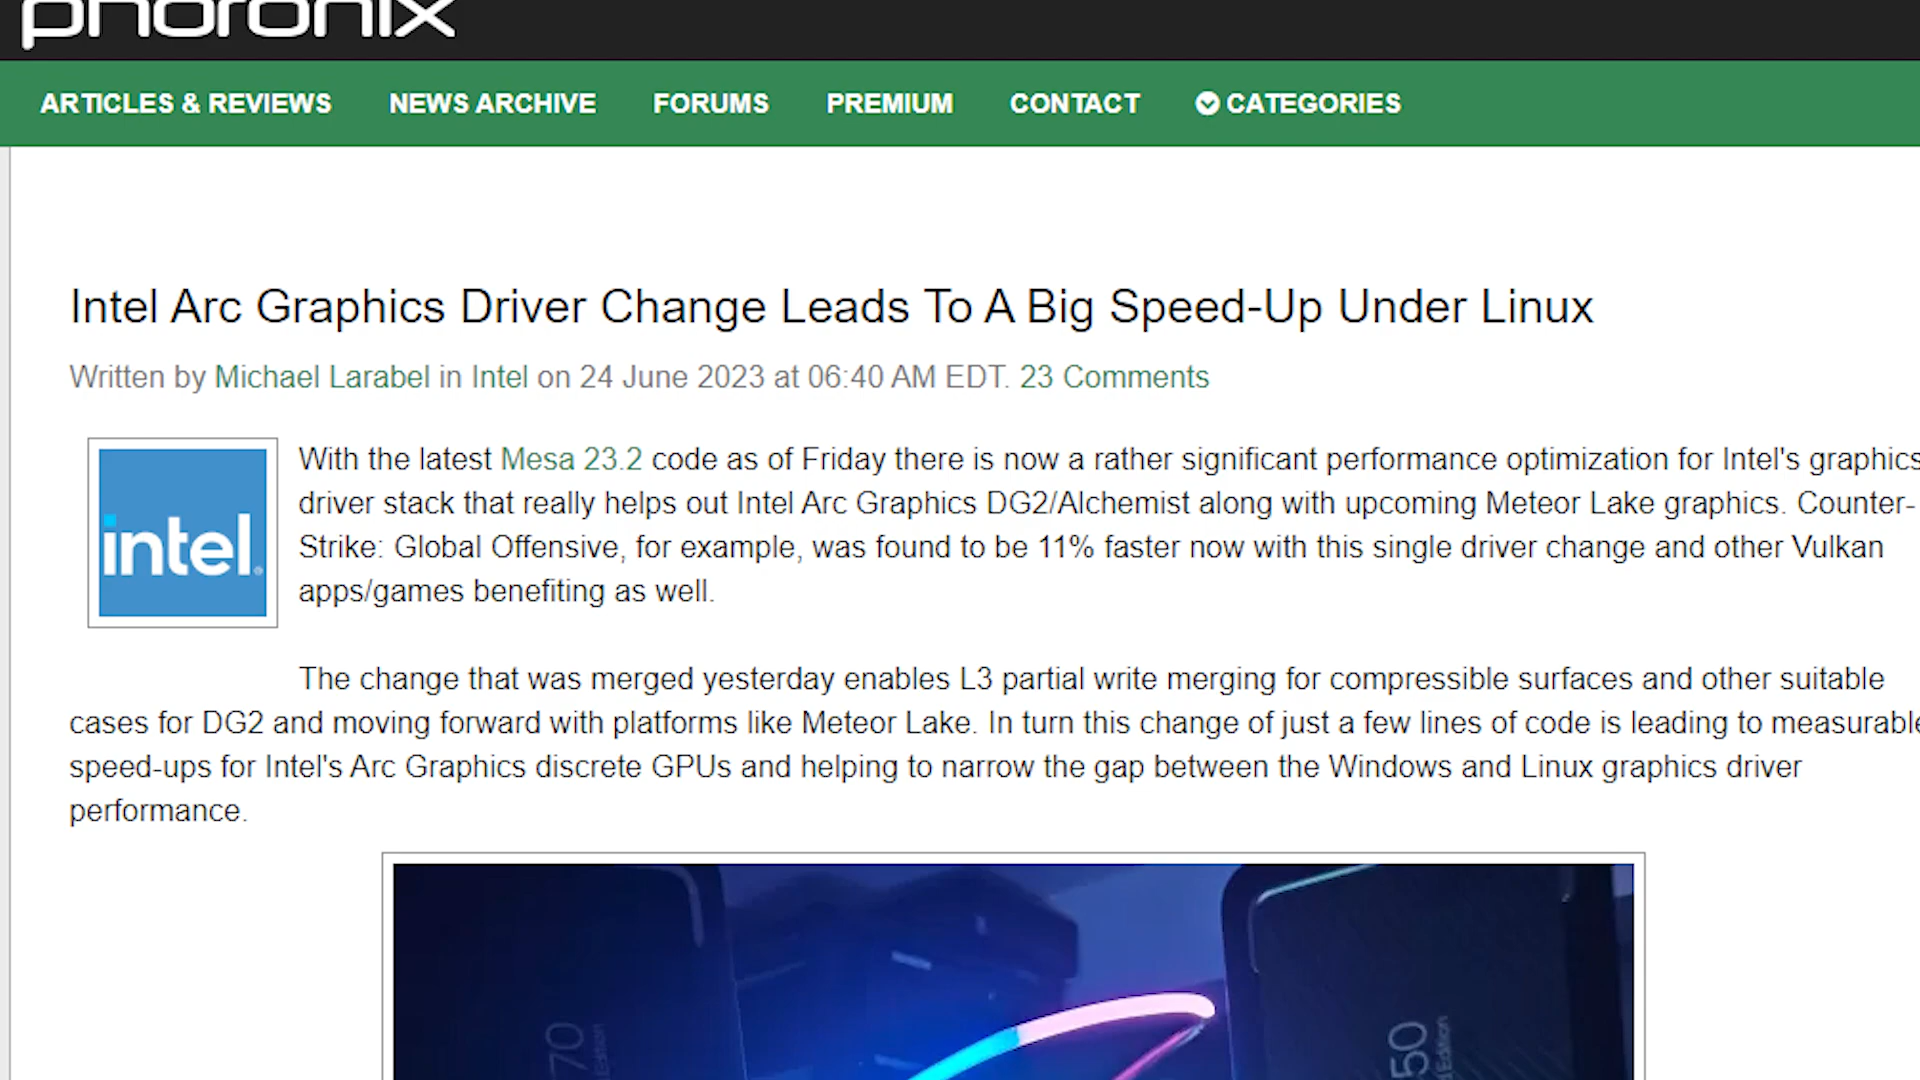 phoronix
ARTICLES & REVIEWS NEWS ARCHIVE FORUMS PREMIUM CONTACT CATEGORIES
Intel Arc Graphics Driver Change Leads To A Big Speed-Up Under Linux
Written by Michael Larabel in Intel on 24 June 2023 at 06:40 AM EDT. 23 Comments
intel.
With the latest Mesa 23.2 code as of Friday there is now a rather significant performance optimization for Intel's graphics
driver stack that really helps out Intel Arc Graphics DG2/Alchemist along with upcoming Meteor Lake graphics. Counter-
Strike: Global Offensive, for example, was found to be 11% faster now with this single driver change and other Vulkan
apps/games benefiting as well.
The change that was merged yesterday enables L3 partial write merging for compressible surfaces and other suitable
cases for DG2 and moving forward with platforms like Meteor Lake. In turn this change of just a few lines of code is leading to measurable
speed-ups for Intel's Arc Graphics discrete GPUs and helping to narrow the gap between the Windows and Linux graphics driver
performance.
70
Edition
50
Edition